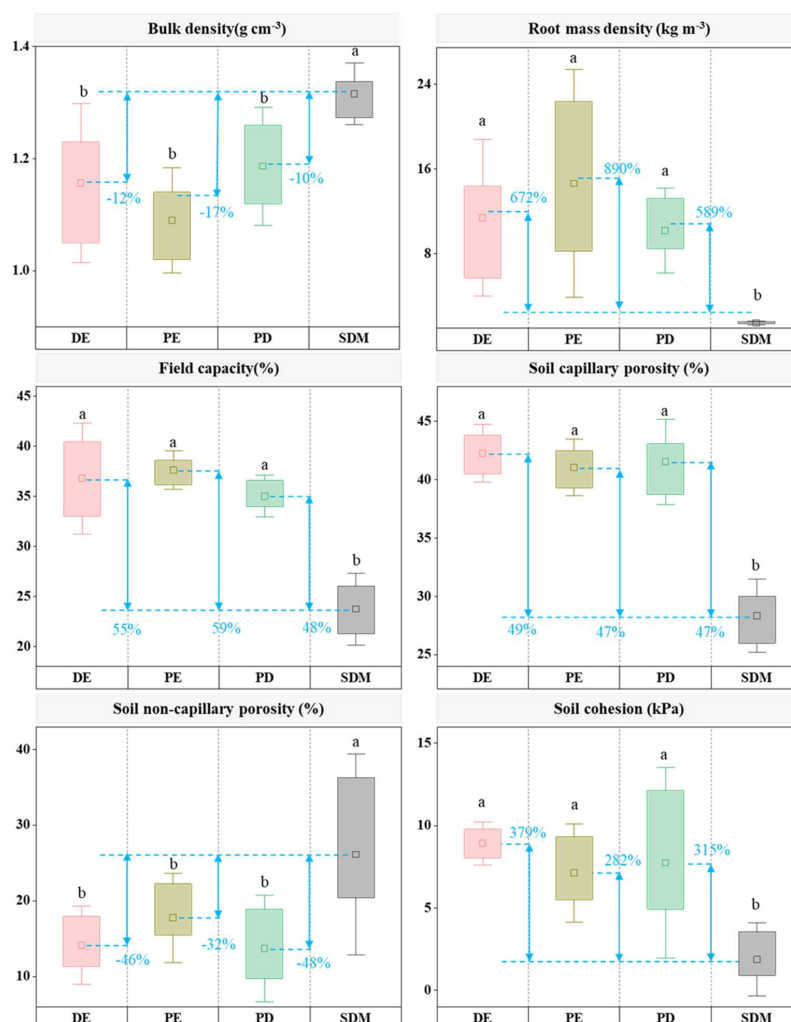 Bulk density(g cm-3)
1.4
1.2
1.0
b
b
b
a
-12%
-17%
-10%
DE PE PD SDM
Root mass density (kg m-3)
24
16
8
a
a
a
b
672%
890%
589%
DE PE PD SDM
Field capacity(%)
45
40
35
30
25
20
a
a
a
b
55%
59%
48%
DE PE PD SDM
Soil capillary porosity (%)
45
40
35
30
25
a
a
a
b
49%
47%
47%
DE PE PD SDM
Soil non-capillary porosity (%)
40
30
20
10
b
b
b
a
-46%
-32%
-48%
DE PE PD SDM
Soil cohesion (kPa)
15
10
5
0
a
a
a
b
379%
282%
315%
DE PE PD SDM